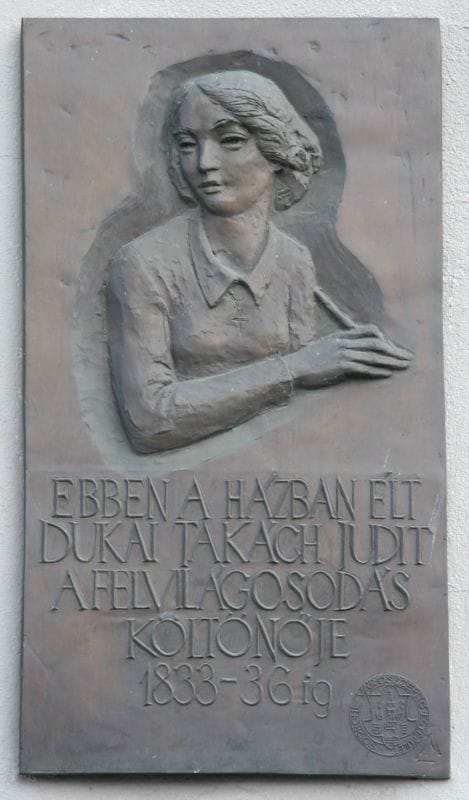 EBBEN A HÁZBAN ÉLT
DUKAI TAKÁCH JUDIT
A FELVILÁGOSODÁS
KÖLTŐNŐJE
1833-36 ig